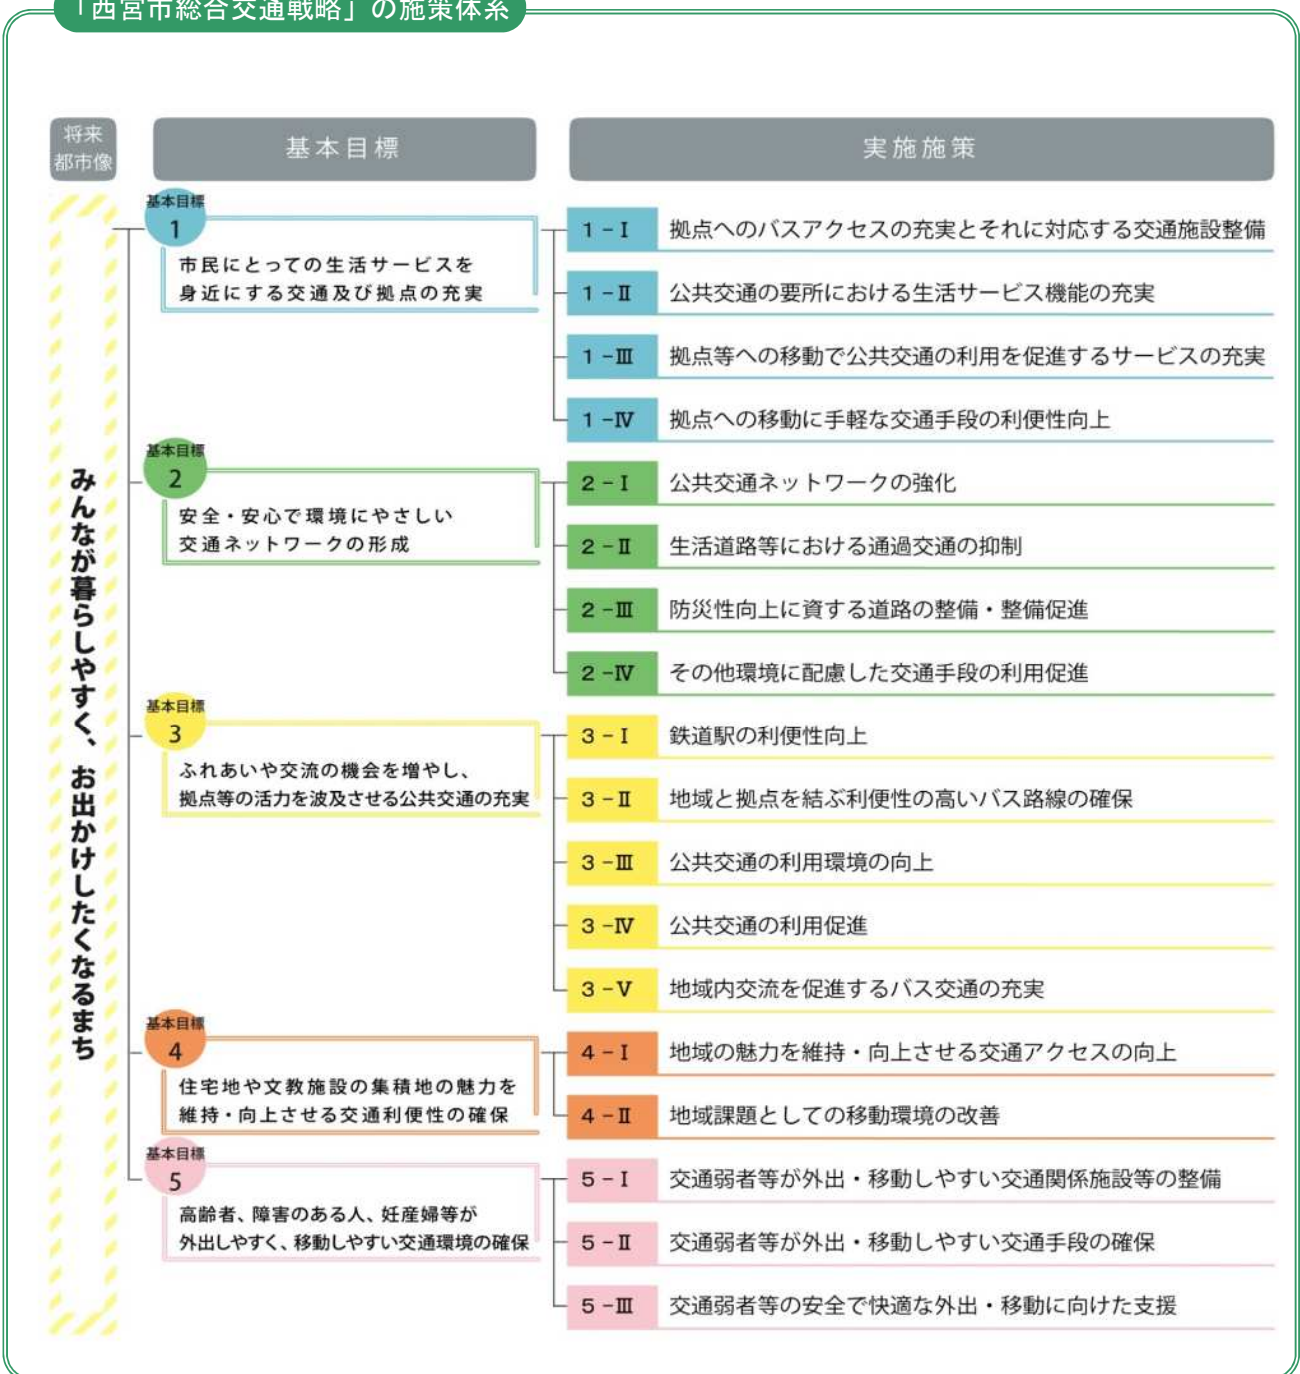 「西宮市総合交通戦略」の施策体系
将来
都市像
基本目標
実施施策
みんなが暮らしやすく、お出かけしたくなるまち
基本目標
1
市民にとっての生活サービスを
身近にする交通及び拠点の充実
1-Ⅰ 拠点へのバスアクセスの充実とそれに対応する交通施設整備
1-Ⅱ 公共交通の要所における生活サービス機能の充実
1-Ⅲ 拠点等への移動で公共交通の利用を促進するサービスの充実
1-Ⅳ 拠点への移動に手軽な交通手段の利便性向上
基本目標
2
安全・安心で環境にやさしい
交通ネットワークの形成
2-Ⅰ 公共交通ネットワークの強化
2-Ⅱ 生活道路等における通過交通の抑制
2-Ⅲ 防災性向上に資する道路の整備・整備促進
2-Ⅳ その他環境に配慮した交通手段の利用促進
基本目標
3
ふれあいや交流の機会を増やし、
拠点等の活力を波及させる公共交通の充実
3-Ⅰ 鉄道駅の利便性向上
3-Ⅱ 地域と拠点を結ぶ利便性の高いバス路線の確保
3-Ⅲ 公共交通の利用環境の向上
3-Ⅳ 公共交通の利用促進
3-Ⅴ 地域内交流を促進するバス交通の充実
基本目標
4
住宅地や文教施設の集積地の魅力を
維持・向上させる交通利便性の確保
4-Ⅰ 地域の魅力を維持・向上させる交通アクセスの向上
4-Ⅱ 地域課題としての移動環境の改善
基本目標
5
高齢者、障害のある人、妊産婦等が
外出しやすく、移動しやすい交通環境の確保
5-Ⅰ 交通弱者等が外出・移動しやすい交通関係施設等の整備
5-Ⅱ 交通弱者等が外出・移動しやすい交通手段の確保
5-Ⅲ 交通弱者等の安全で快適な外出・移動に向けた支援